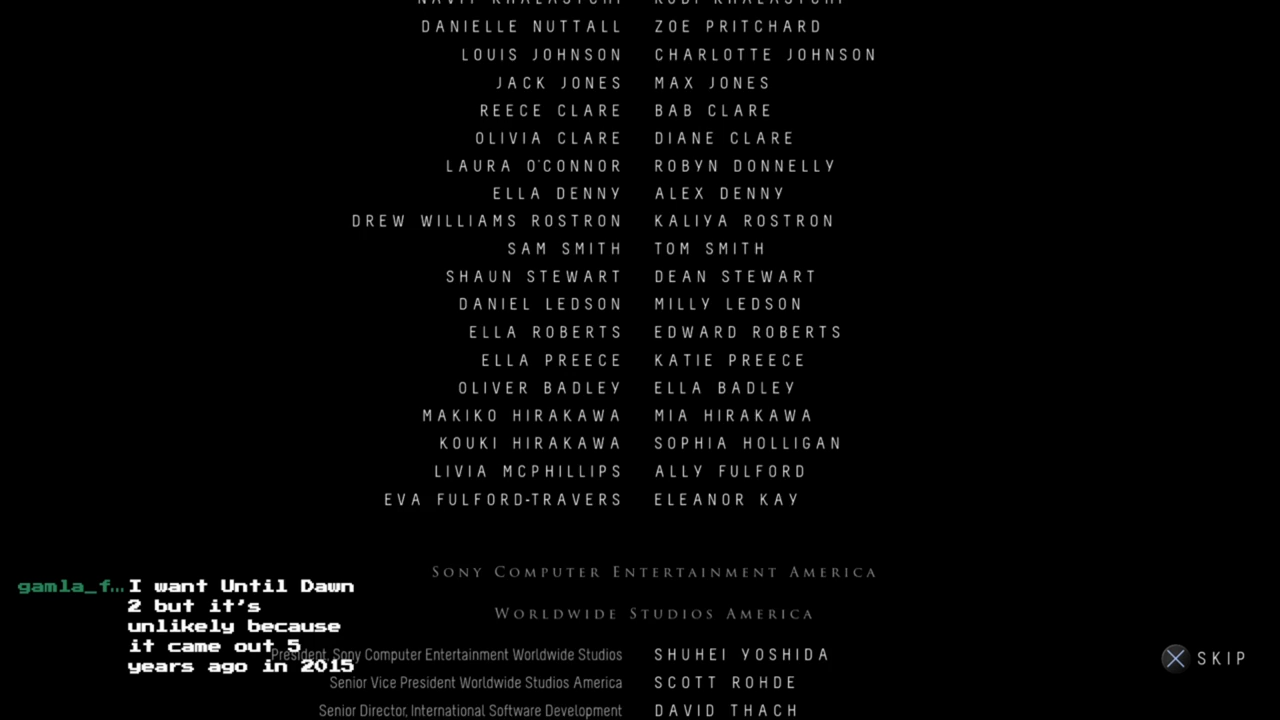 DANIELLE NUTTALL ZOE PRITCHARD
LOUIS JOHNSON CHARLOTTE JOHNSON
JACK JONES MAX JONES
REECE CLARE BAB CLARE
OLIVIA CLARE DIANE CLARE
LAURA O'CONNOR ROBYN DONNELLY
ELLA DENNY ALEX DENNY
DREW WILLIAMS ROSTRON KALIYA ROSTRON
SAM SMITH TOM SMITH
SHAUN STEWART DEAN STEWART
DANIEL LEDSON MILLY LEDSON
ELLA ROBERTS EDWARD ROBERTS
ELLA PREECE KATIE PREECE
OLIVER BADLEY ELLA BADLEY
MAKIKO HIRAKAWA MIA HIRAKAWA
KOUKI HIRAKAWA SOPHIA HOLLIGAN
LIVIA MCPHILLIPS ALLY FULFORD
EVA FULFORD-TRAVERS ELEANOR KAY
SONY COMPUTER ENTERTAINMENT AMERICA
WORLDWIDE STUDIOS AMERICA
President, Sony Computer Entertainment Worldwide Studios SHUHEI YOSHIDA
Senior Vice President Worldwide Studios America SCOTT ROHDE
Senior Director, International Software Development DAVID THACH
gamla_f... I want Until Dawn
2 but it's
unlikely because
it came out 5
years ago in 2015
SKIP